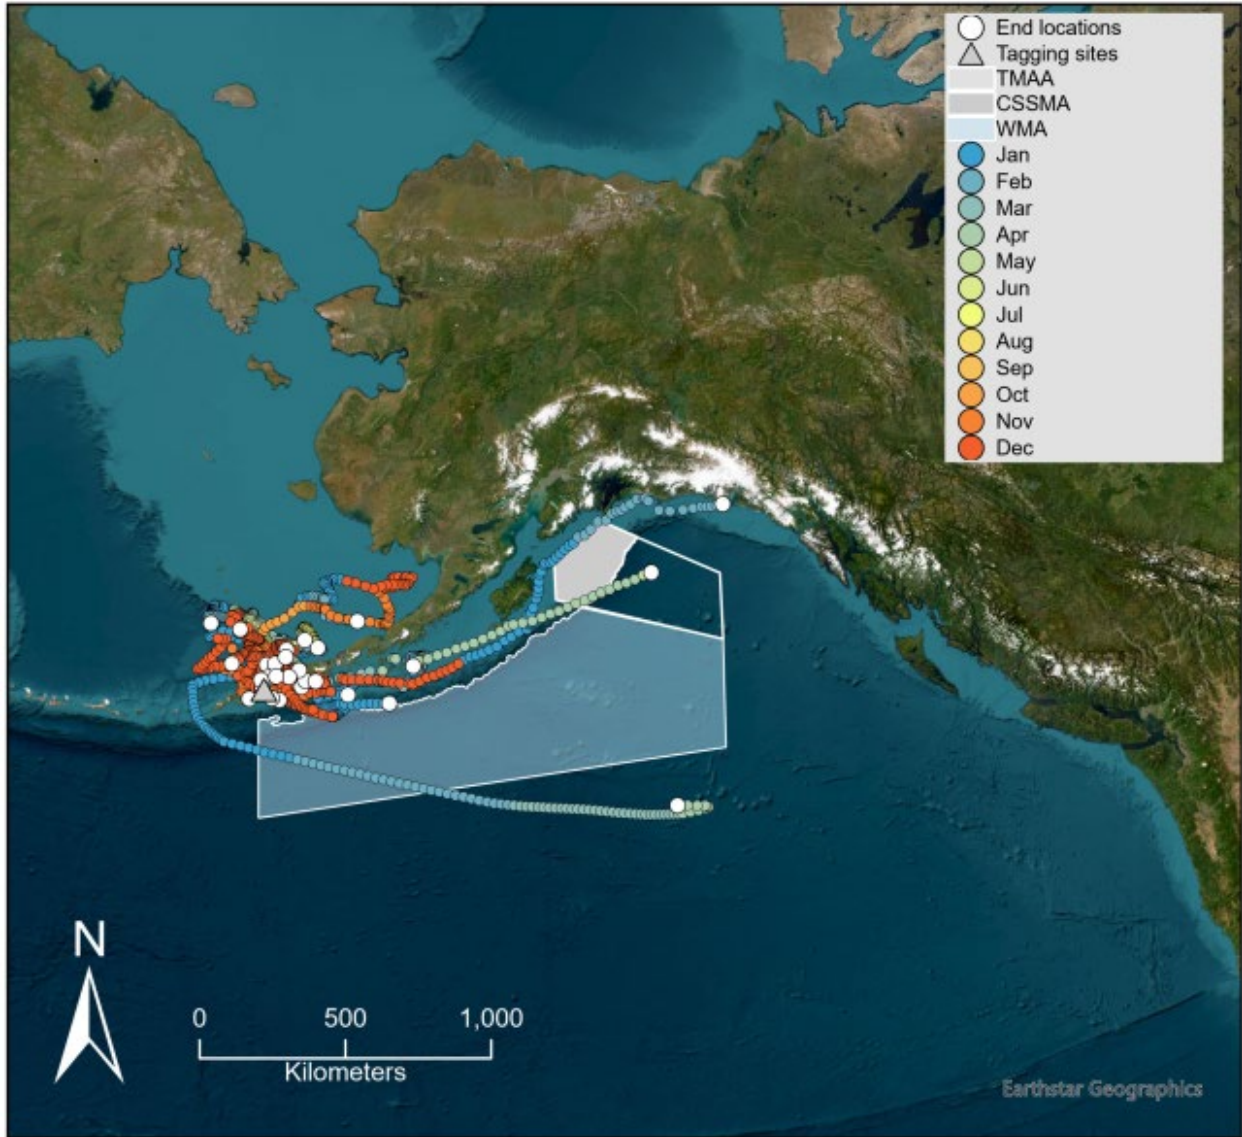 End locations
Tagging sites
TMAA
CSSMA
WMA
Jan
Feb
Mar
Apr
May
Jun
Jul
Aug
Sep
Oct
Nov
Dec
N
0 500 1,000
Kilometers
Earthstar Geographics